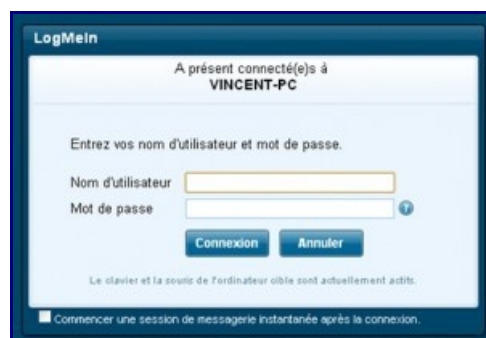 LogMeIn
A présent connecté(e)s à
VINCENT-PC
Entrez vos nom d'utilisateur et mot de passe.
Nom d'utilisateur
Mot de passe
?
Connexion Annuler
Le clavier et la souris de l'ordinateur cible sont actuellement actifs.
Commencer une session de messagerie instantanée après la connexion.